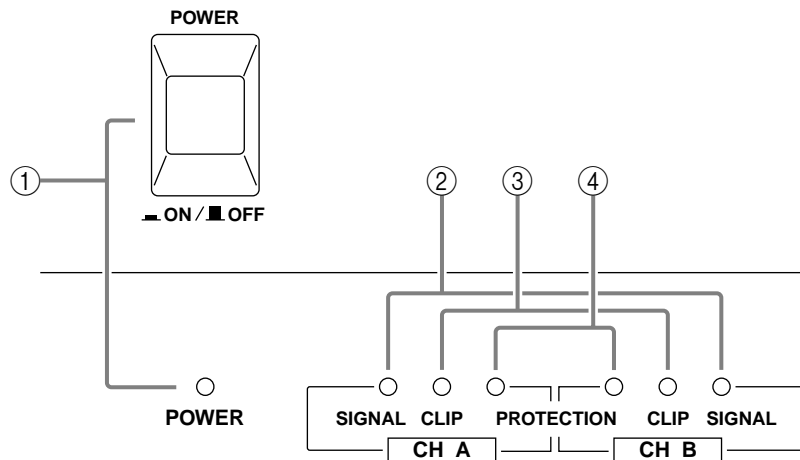 POWER
ON / OFF
① ② ③ ④
POWER
SIGNAL CLIP PROTECTION CLIP SIGNAL
CH A CH B